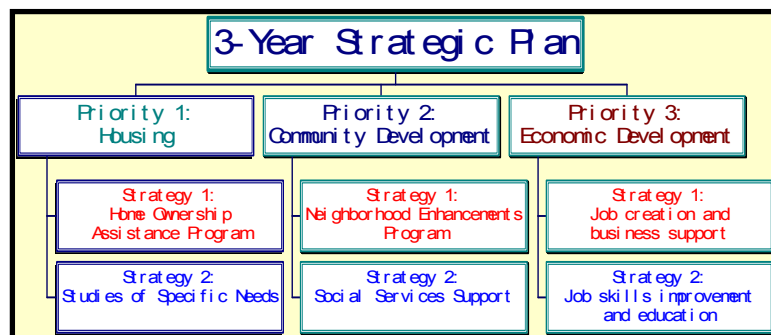 3-Year Strategic Plan
Priority 1:
Housing
Priority 2:
Community Development
Priority 3:
Economic Development
Strategy 1:
Home Ownership
Assistance Program
Strategy 1:
Neighborhood Enhancements
Program
Strategy 1:
Job creation and
business support
Strategy 2:
Studies of Specific Needs
Strategy 2:
Social Services Support
Strategy 2:
Job skills improvement
and education